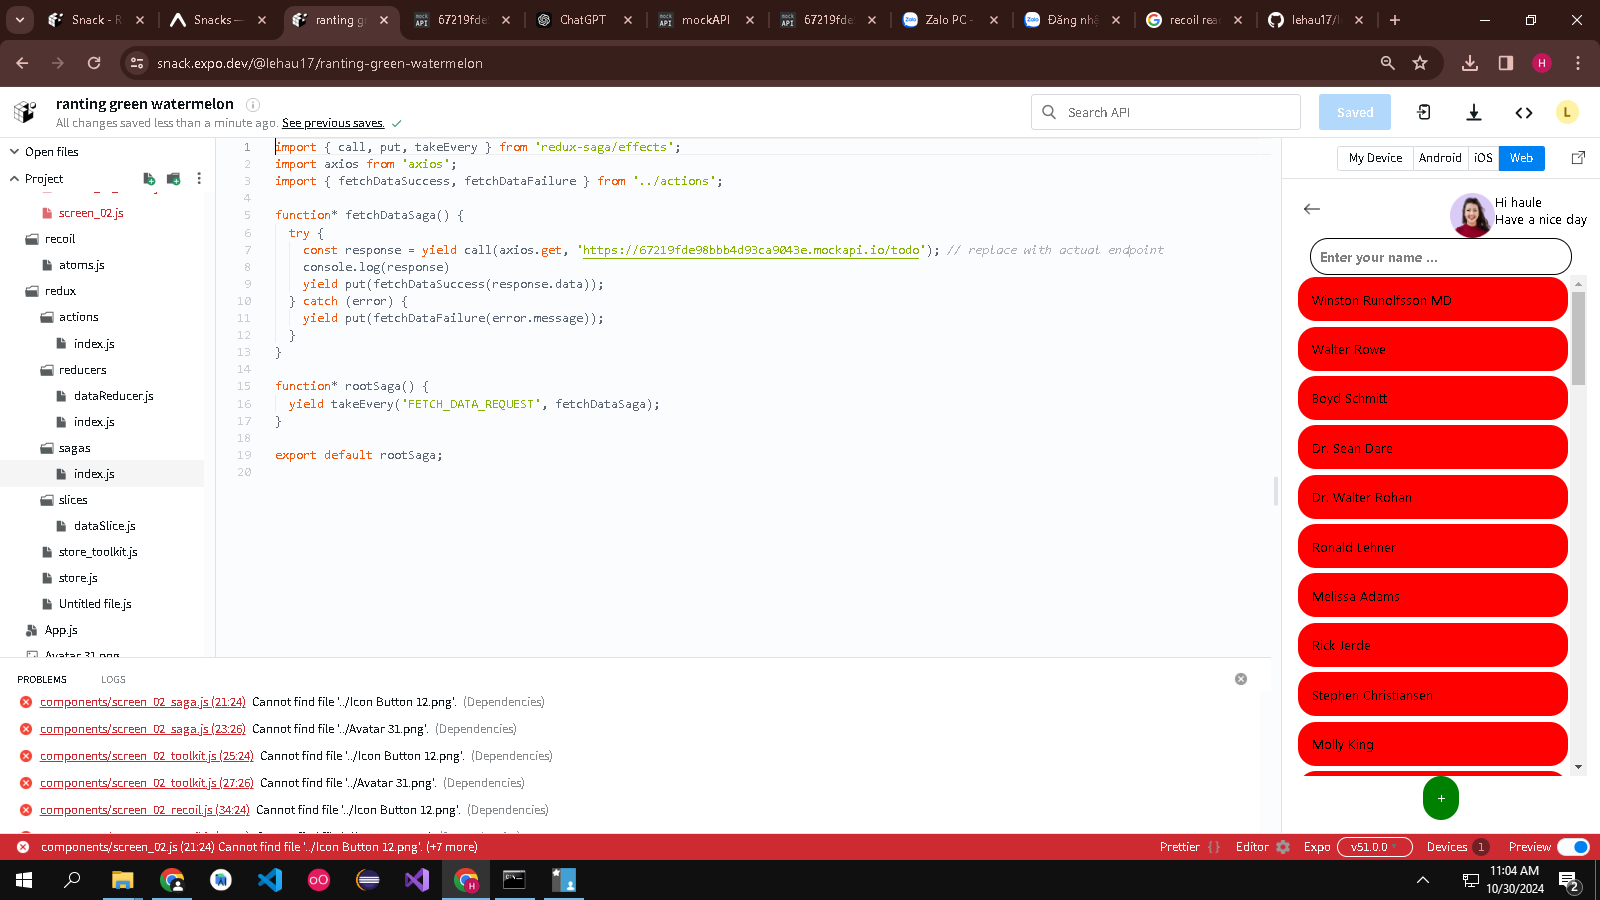 Snack - R
Snacks —
ranting gr
67219fde
ChatGPT
mockAPI
67219fde
Zalo PC -
Đăng nhậ
recoil rea
lehau17/l
snack.expo.dev/@lehau17/ranting-green-watermelon
ranting green watermelon
All changes saved less than a minute ago. See previous saves.
Search API
Saved
L
Open files
Project
screen_02.js
recoil
atoms.js
redux
actions
index.js
reducers
dataReducer.js
index.js
sagas
index.js
slices
dataSlice.js
store_toolkit.js
store.js
Untitled file.js
App.js
Avatar 31.png
1 import { call, put, takeEvery } from 'redux-saga/effects';
2 import axios from 'axios';
3 import { fetchDataSuccess, fetchDataFailure } from '../actions';
4
5 function* fetchDataSaga() {
6 try {
7 const response = yield call(axios.get, 'https://67219fde98bbb4d93ca9043e.mockapi.io/todo'); // replace with actual endpoint
8 console.log(response)
9 yield put(fetchDataSuccess(response.data));
10 } catch (error) {
11 yield put(fetchDataFailure(error.message));
12 }
13 }
14
15 function* rootSaga() {
16 yield takeEvery('FETCH_DATA_REQUEST', fetchDataSaga);
17 }
18
19 export default rootSaga;
20
My Device Android iOS Web
Hi haule
Have a nice day
Enter your name ...
Winston Runolfsson MD
Walter Rowe
Boyd Schmitt
Dr. Sean Dare
Dr. Walter Rohan
Ronald Lehner
Melissa Adams
Rick Jerde
Stephen Christiansen
Molly King
+
PROBLEMS LOGS
components/screen_02_saga.js (21:24) Cannot find file '../Icon Button 12.png'. (Dependencies)
components/screen_02_saga.js (23:26) Cannot find file '../Avatar 31.png'. (Dependencies)
components/screen_02_toolkit.js (25:24) Cannot find file '../Icon Button 12.png'. (Dependencies)
components/screen_02_toolkit.js (27:26) Cannot find file '../Avatar 31.png'. (Dependencies)
components/screen_02_recoil.js (34:24) Cannot find file '../Icon Button 12.png'. (Dependencies)
components/screen_02.js (21:24) Cannot find file '../Icon Button 12.png'. (+7 more)
Prettier { } Editor Expo v51.0.0 Devices 1 Preview
11:04 AM
10/30/2024
2